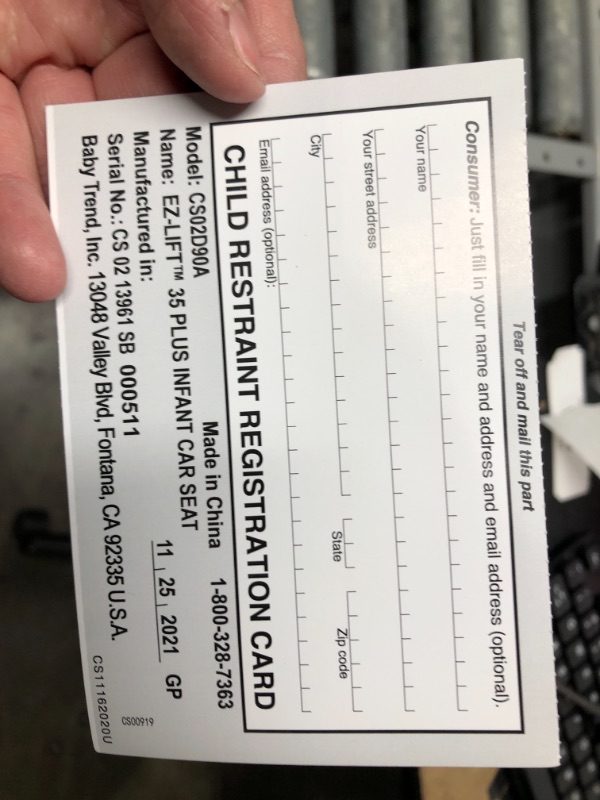 Tear off and mail this part
Consumer: Just fill in your name and address and email address (optional).
Your name
Your street address
City State Zip code
Email address (optional):
CHILD RESTRAINT REGISTRATION CARD
Model: CS02D90A Made in China 1-800-328-7363
Name: EZ-LIFT™ 35 PLUS INFANT CAR SEAT
Manufactured in: 11 , 25 , 2021 GP
Serial No.: CS 02 13961 SB 000511
CS00919
Baby Trend, Inc. 13048 Valley Blvd, Fontana, CA 92335 U.S.A.
CS11162020U